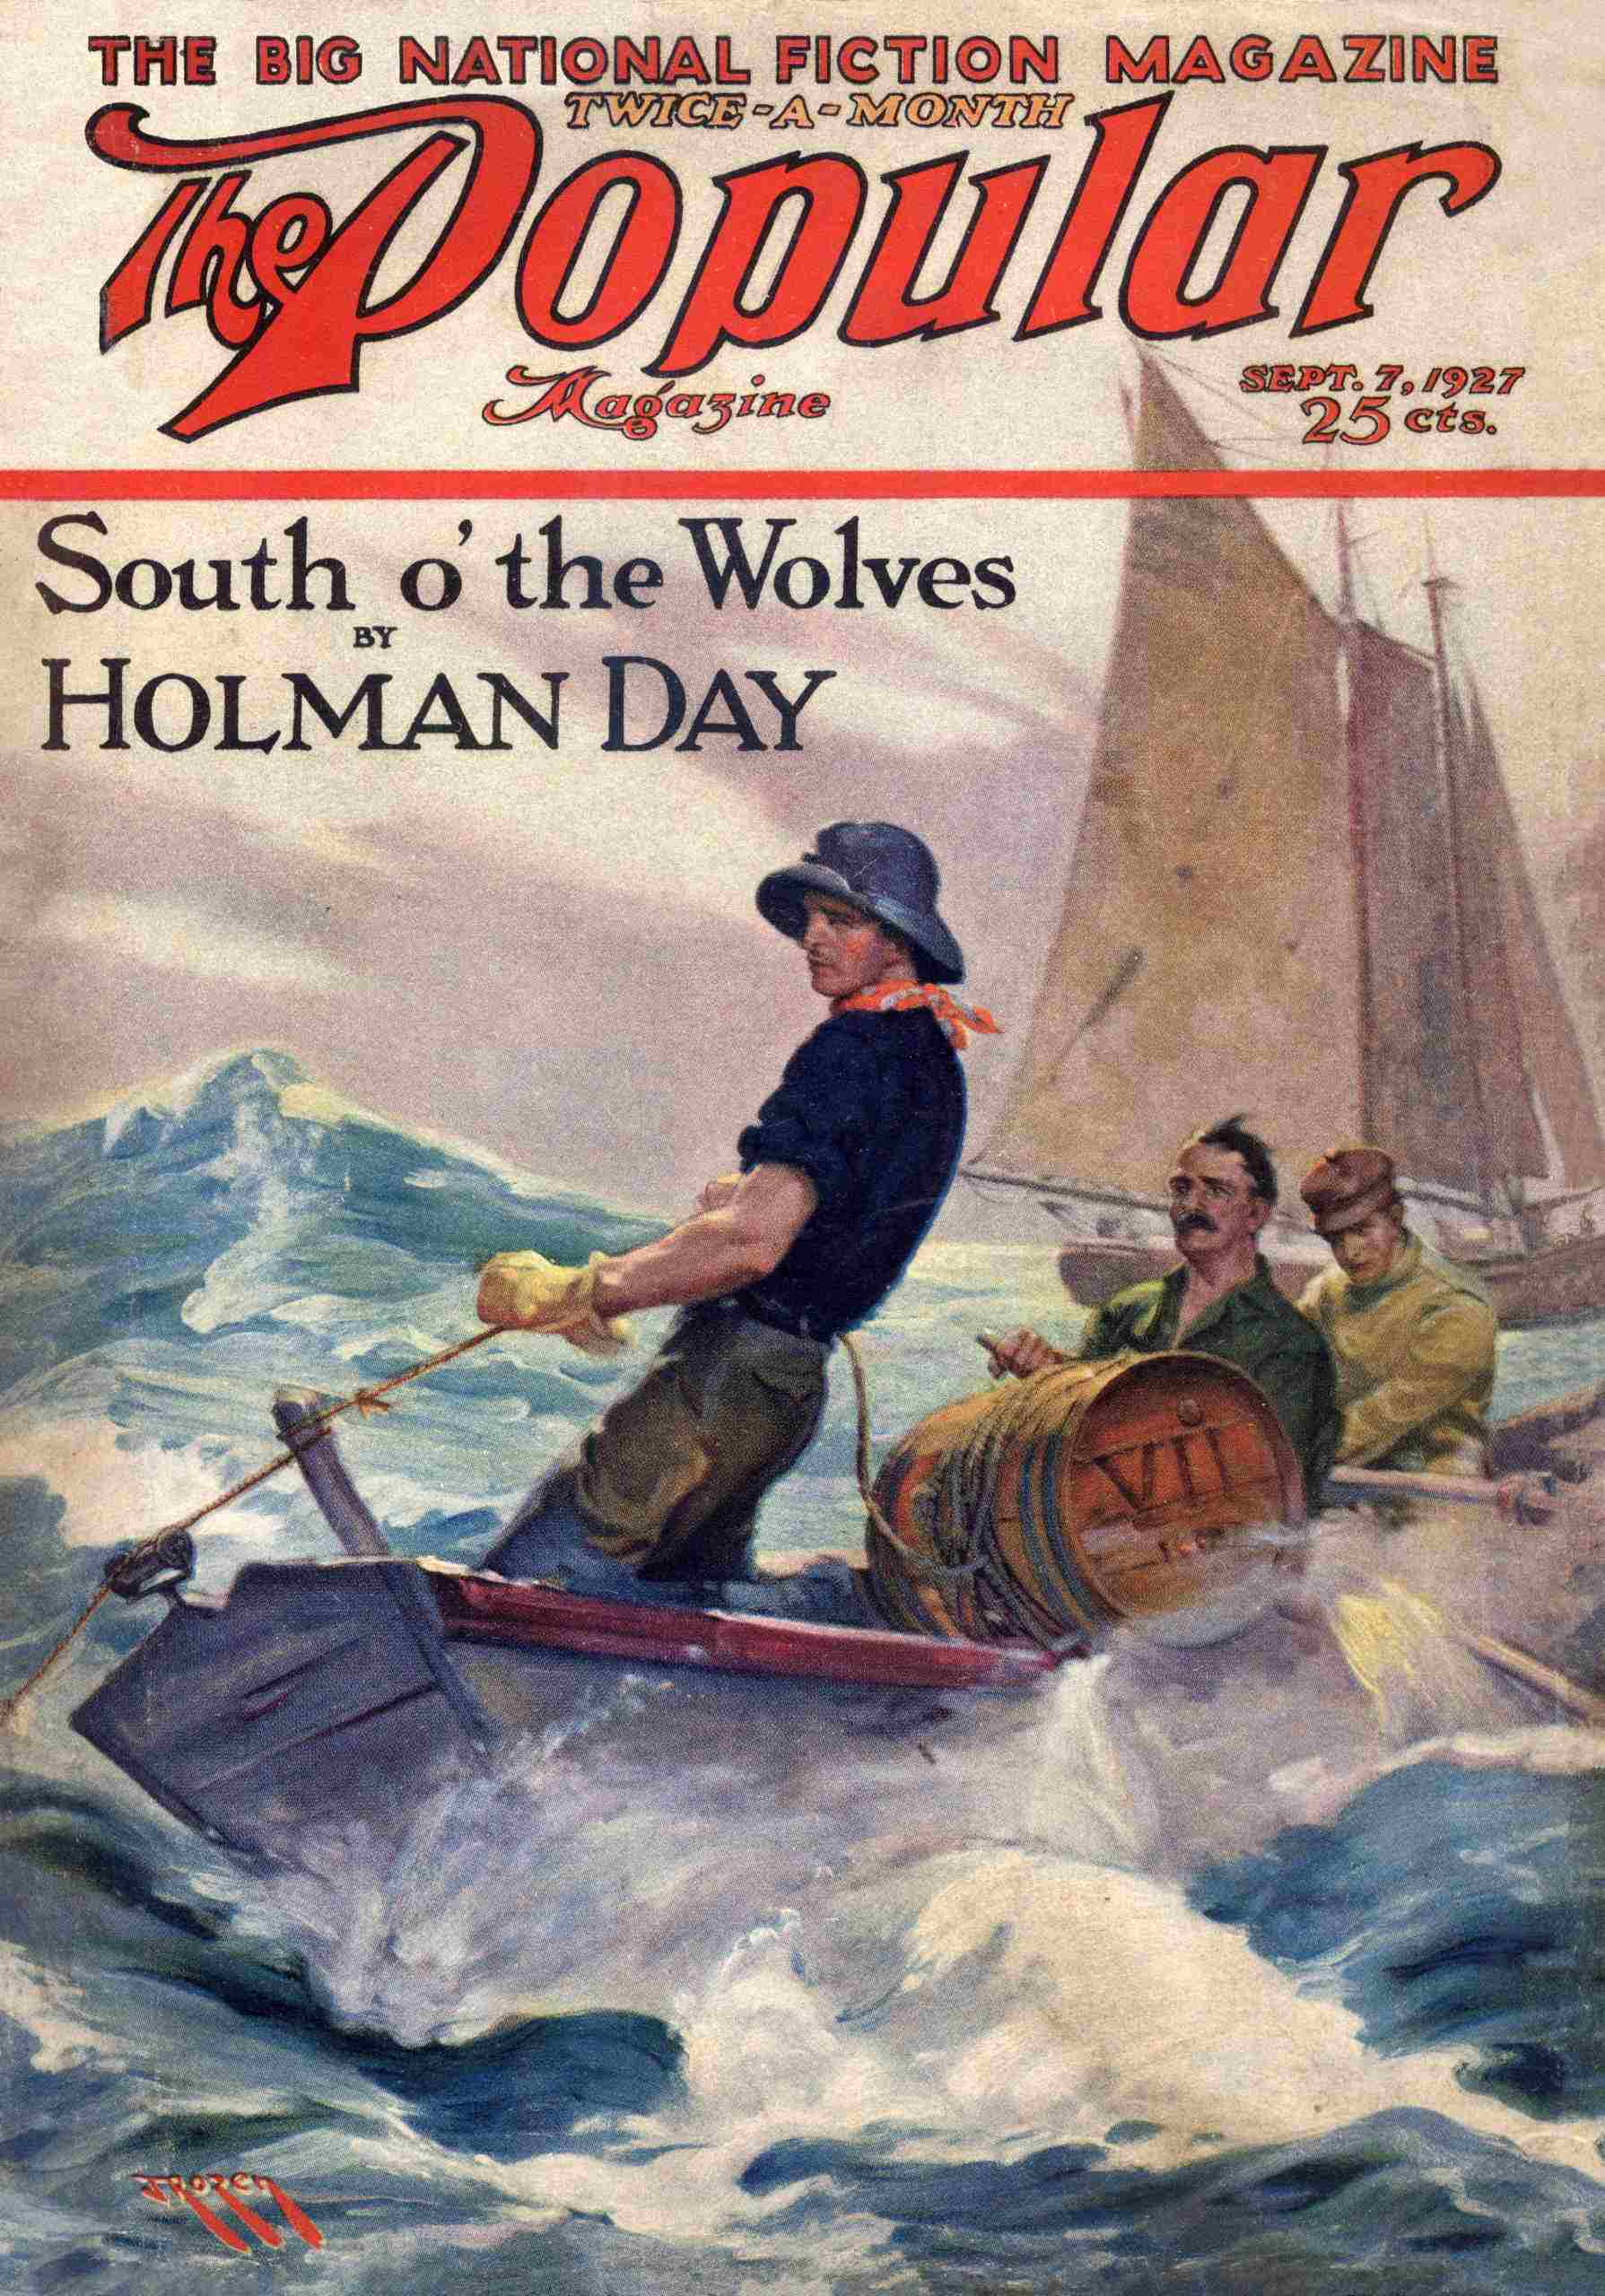 THE BIG NATIONAL FICTION MAGAZINE
TWICE-A-MONTH
The Popular
Magazine
SEPT. 7, 1927
25 cts.
South o' the Wolves
BY
HOLMAN DAY
VII
J ROZEN